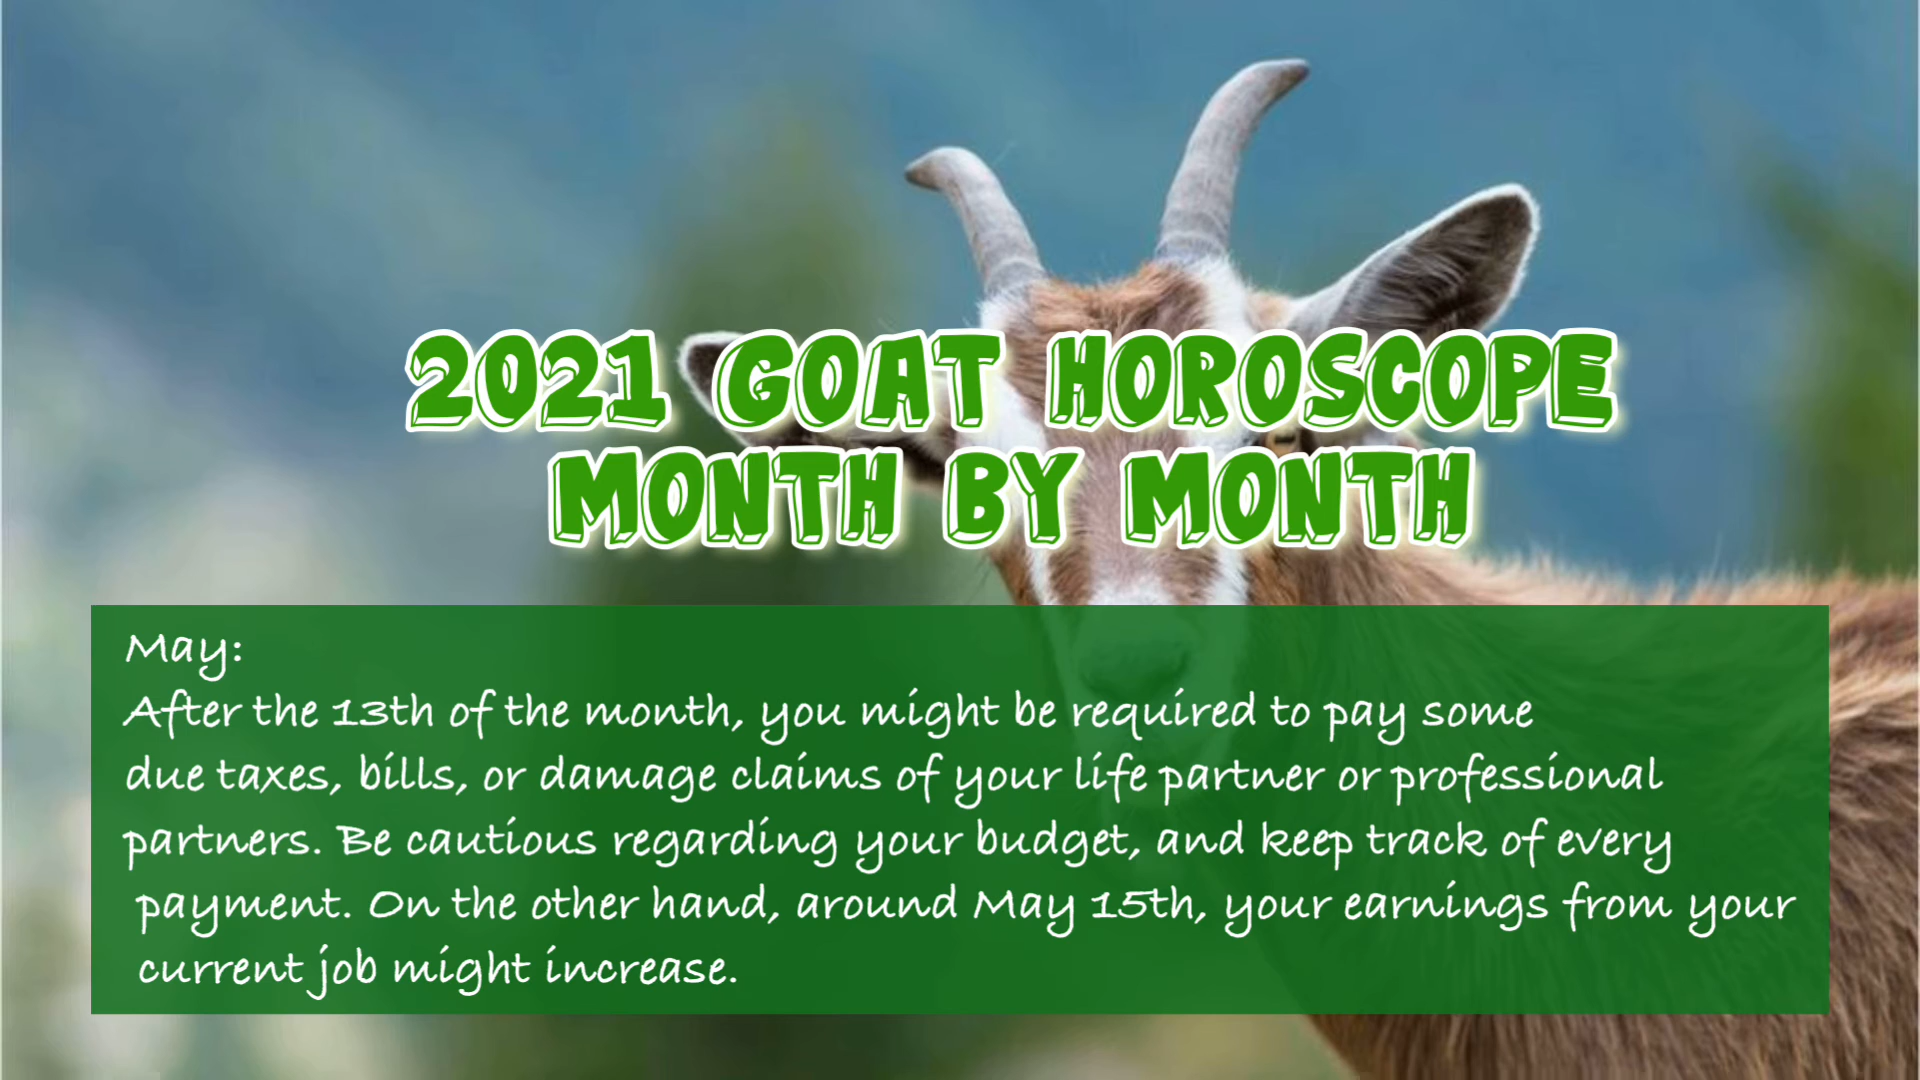 2021 GOAT HOROSCOPE
MONTH BY MONTH
May:
After the 13th of the month, you might be required to pay some
due taxes, bills, or damage claims of your life partner or professional
partners. Be cautious regarding your budget, and keep track of every
payment. On the other hand, around May 15th, your earnings from your
current job might increase.